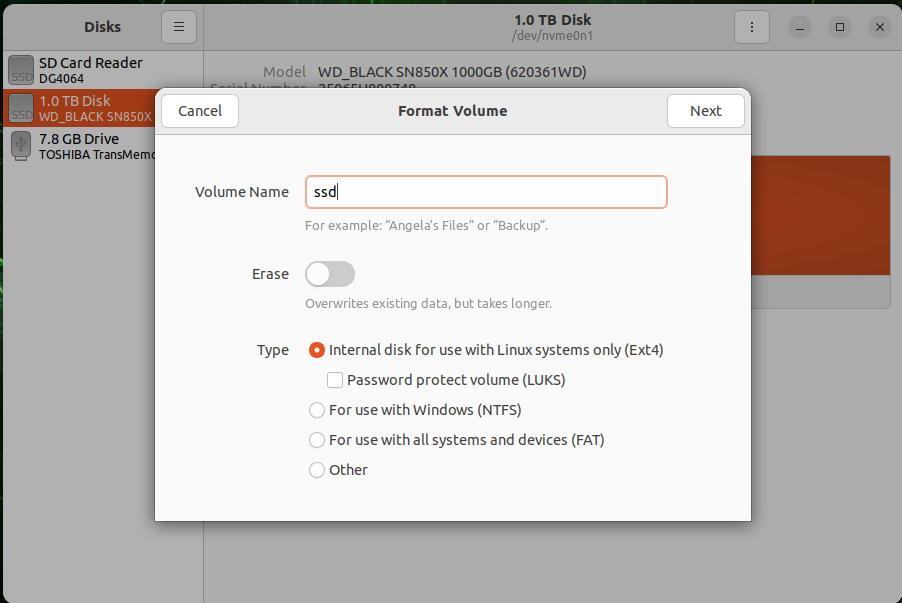 Disks
1.0 TB Disk
/dev/nvme0n1
SD Card Reader
DG4064
1.0 TB Disk
WD_BLACK SN850X
7.8 GB Drive
TOSHIBA TransMemo
Model WD_BLACK SN850X 1000GB (620361WD)
Serial Number
Cancel
Format Volume
Next
Volume Name
ssd
For example: “Angela’s Files” or “Backup”.
Erase
Overwrites existing data, but takes longer.
Type
Internal disk for use with Linux systems only (Ext4)
Password protect volume (LUKS)
For use with Windows (NTFS)
For use with all systems and devices (FAT)
Other